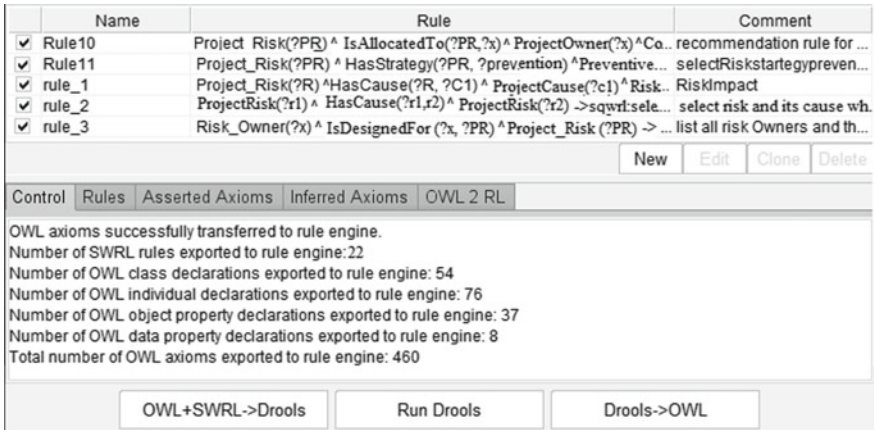 Name Rule Comment
Rule10 Project_Risk(?PR)^ IsAllocatedTo(?PR,?x)^ ProjectOwner(?x)^Co... recommendation rule for ...
Rule11 Project_Risk(?PR) ^ HasStrategy(?PR, ?prevention) ^Preventive... selectRiskstartegypreven...
rule_1 Project_Risk(?R) ^HasCause(?R, ?C1)^ ProjectCause(?c1)^Risk.. RiskImpact
rule_2 ProjectRisk(?r1) ^ HasCause(?r1,r2)^ ProjectRisk(?r2) ->sqwrl:sele... select risk and its cause wh.
rule_3 Risk_Owner(?x) ^ IsDesignedFor (?x, ?PR) ^Project_Risk (?PR) -> ... list all risk Owners and th...
New Edit Clone Delete
Control Rules Asserted Axioms Inferred Axioms OWL 2 RL
OWL axioms successfully transferred to rule engine.
Number of SWRL rules exported to rule engine:22
Number of OWL class declarations exported to rule engine: 54
Number of OWL individual declarations exported to rule engine: 76
Number of OWL object property declarations exported to rule engine: 37
Number of OWL data property declarations exported to rule engine: 8
Total number of OWL axioms exported to rule engine: 460
OWL+SWRL->Drools Run Drools Drools->OWL